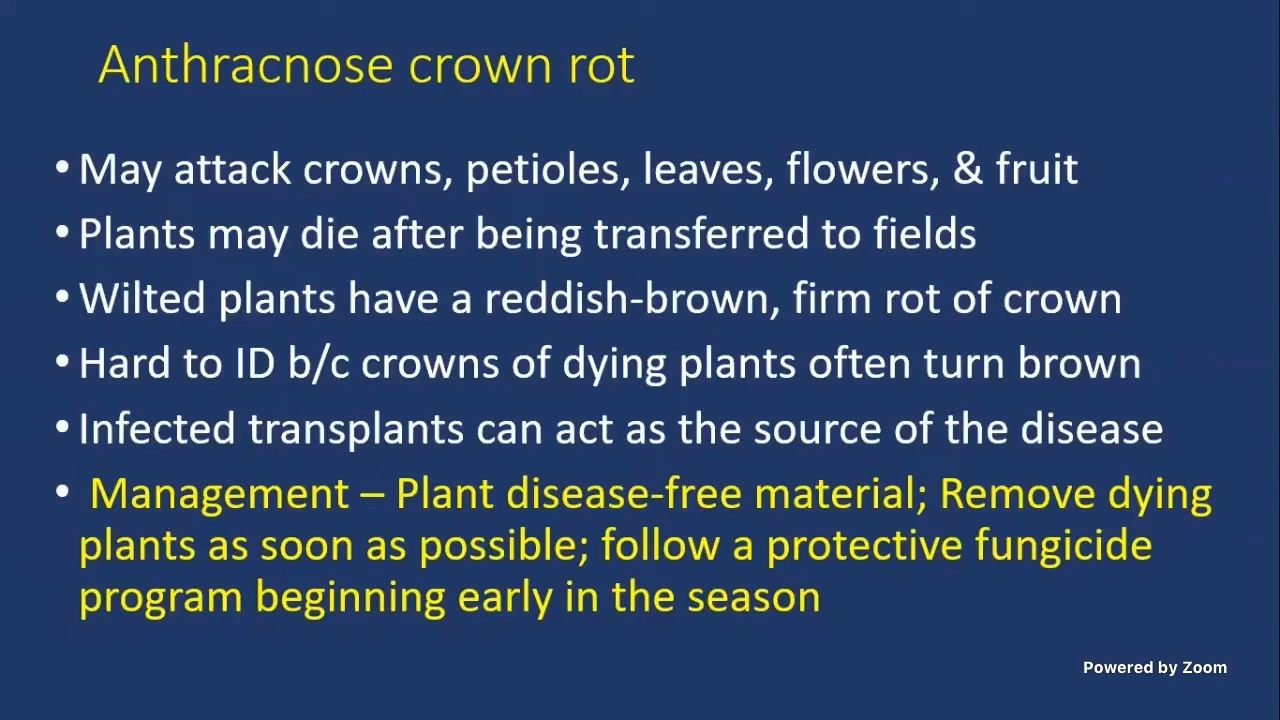 Anthracnose crown rot
• May attack crowns, petioles, leaves, flowers, & fruit
• Plants may die after being transferred to fields
• Wilted plants have a reddish-brown, firm rot of crown
• Hard to ID b/c crowns of dying plants often turn brown
• Infected transplants can act as the source of the disease
• Management – Plant disease-free material; Remove dying
plants as soon as possible; follow a protective fungicide
program beginning early in the season
Powered by Zoom